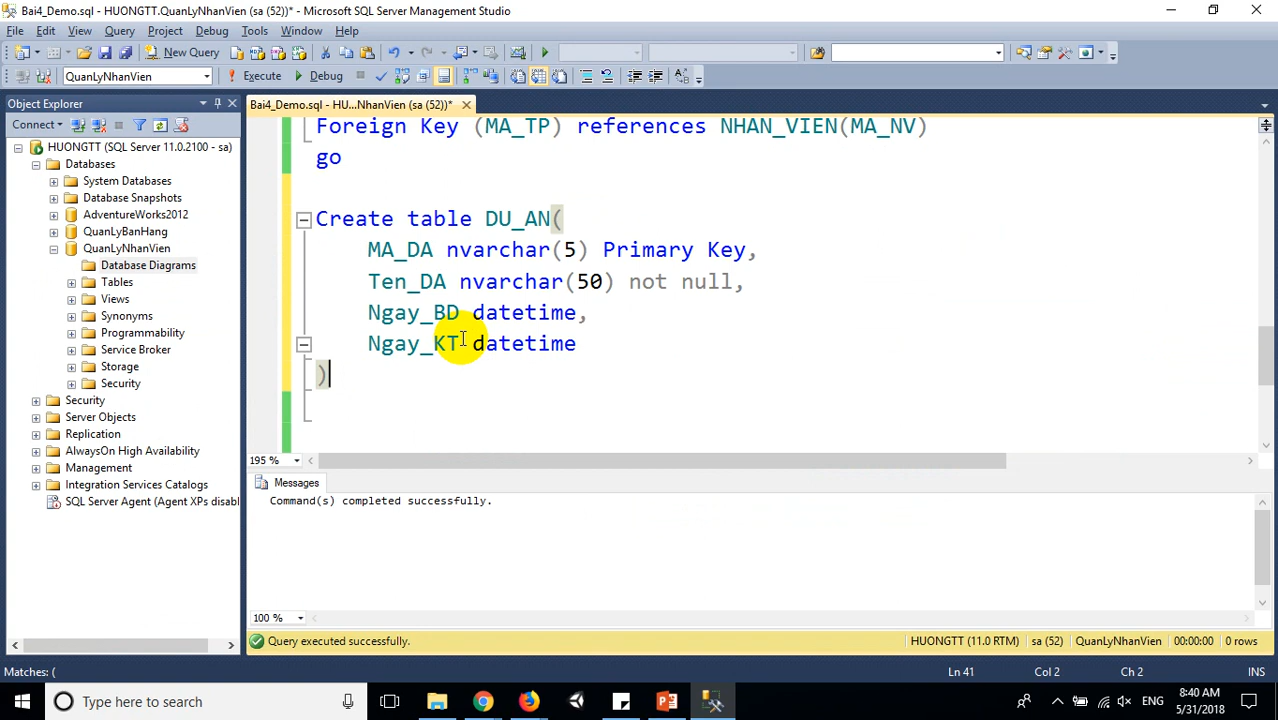 Bai4_Demo.sql - HUONGTT.QuanLyNhanVien (sa (52))* - Microsoft SQL Server Management Studio
File Edit View Query Project Debug Tools Window Help
New Query
QuanLyNhanVien Execute Debug
Object Explorer
Connect
HUONGTT (SQL Server 11.0.2100 - sa)
Databases
System Databases
Database Snapshots
AdventureWorks2012
QuanLyBanHang
QuanLyNhanVien
Database Diagrams
Tables
Views
Synonyms
Programmability
Service Broker
Storage
Security
Security
Server Objects
Replication
AlwaysOn High Availability
Management
Integration Services Catalogs
SQL Server Agent (Agent XPs disabl
Bai4_Demo.sql - HU...NhanVien (sa (52))*
Foreign Key (MA_TP) references NHAN_VIEN(MA_NV)
go
Create table DU_AN(
MA_DA nvarchar(5) Primary Key,
Ten_DA nvarchar(50) not null,
Ngay_BD datetime,
Ngay_KT datetime
)
195 %
Messages
Command(s) completed successfully.
100 %
Query executed successfully. HUONGTT (11.0 RTM) sa (52) QuanLyNhanVien 00:00:00 0 rows
Matches: ( Ln 41 Col 2 Ch 2 INS
Type here to search ENG 8:40 AM
5/31/2018